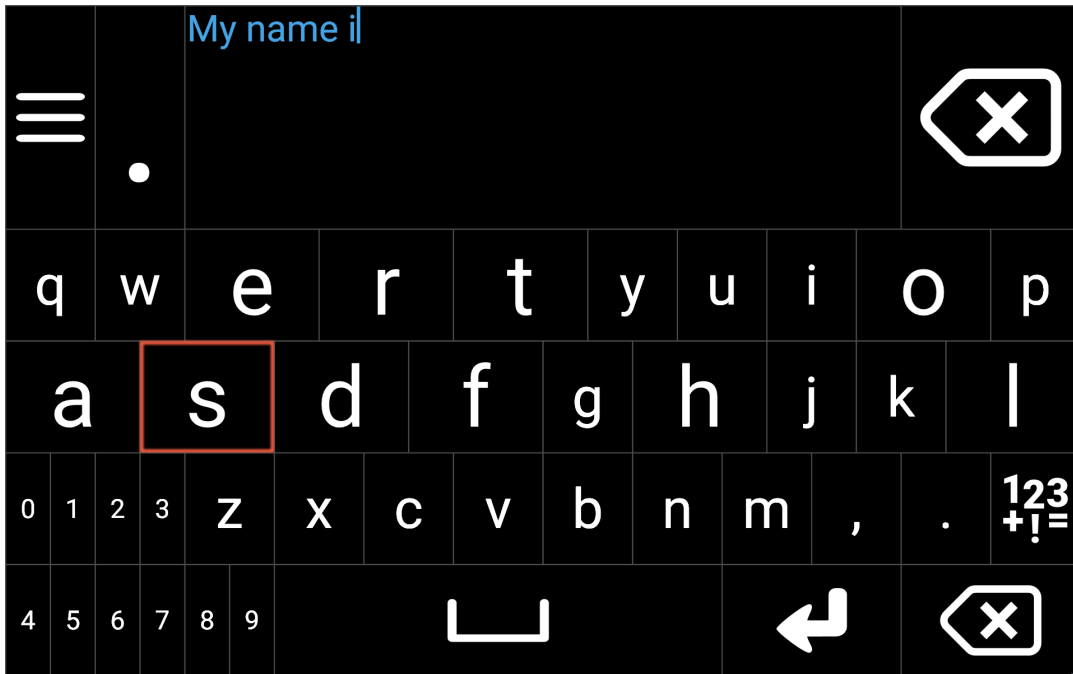 My name i
.
q w e r t y u i o p
a s d f g h j k l
0 1 2 3 z x c v b n m , . 123
+!=
4 5 6 7 8 9